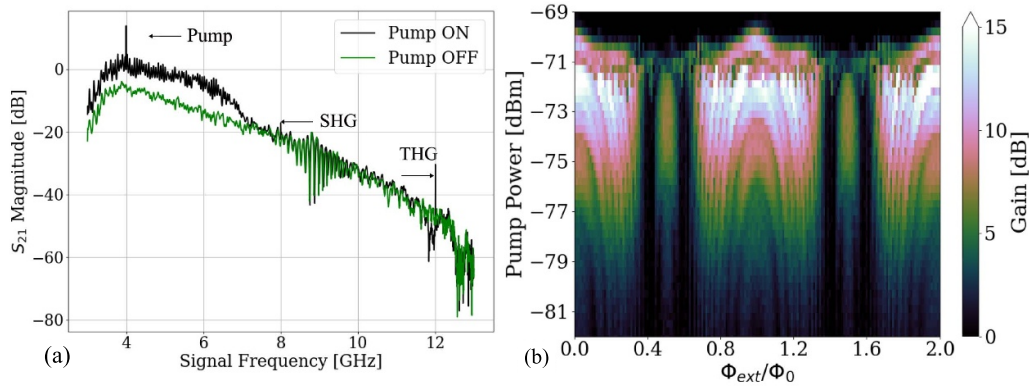 Pump
Pump ON
Pump OFF
SHG
THG
0
−20
−40
−60
−80
S21 Magnitude [dB]
4
6
8
10
12
Signal Frequency [GHz]
(a)
−69
−71
−73
−75
−77
−79
−81
Pump Power [dBm]
0.0
0.4
0.8
1.2
1.6
2.0
Φext/Φ0
15
10
5
0
Gain [dB]
(b)